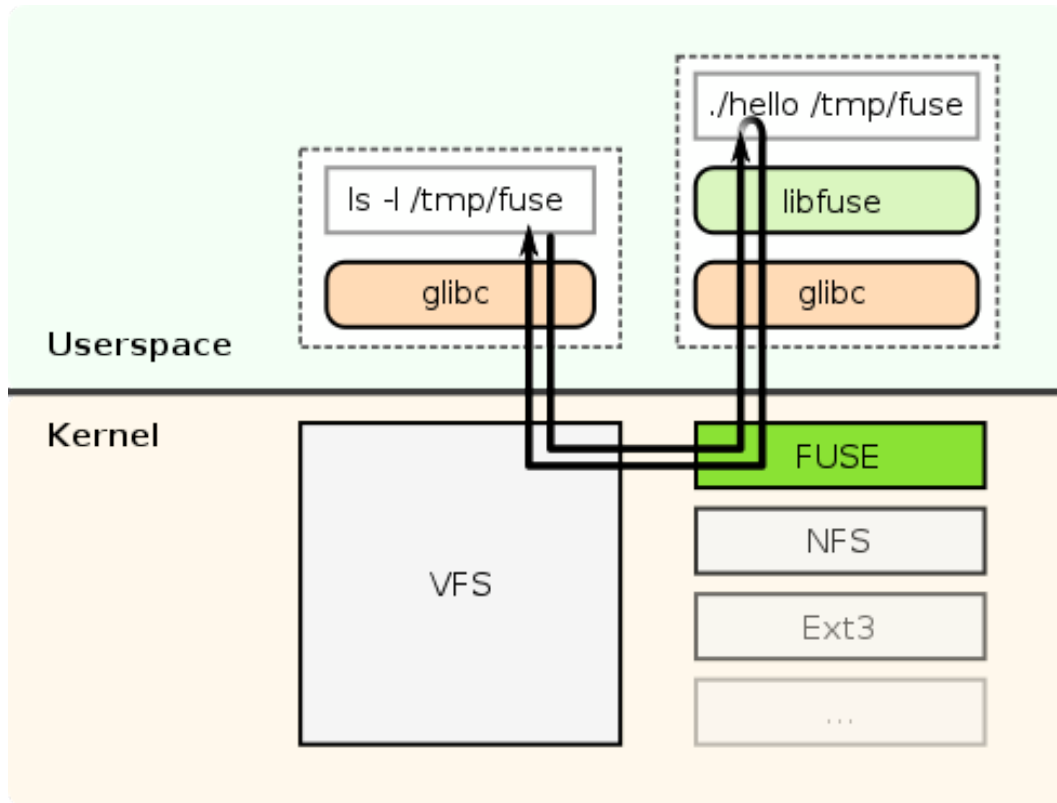 ./hello /tmp/fuse
ls -l /tmp/fuse
libfuse
glibc
glibc
Userspace
Kernel
FUSE
NFS
VFS
Ext3
...